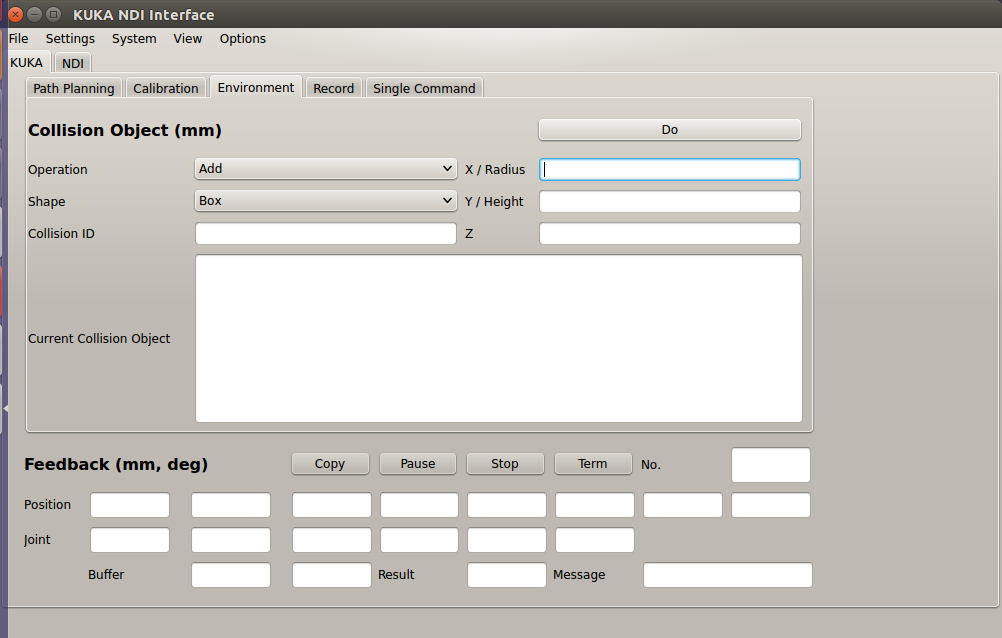 KUKA NDI Interface
File Settings System View Options
KUKA NDI
Path Planning Calibration Environment Record Single Command
Collision Object (mm) Do
Operation Add X / Radius
Shape Box Y / Height
Collision ID Z
Current Collision Object
Feedback (mm, deg) Copy Pause Stop Term No.
Position
Joint
Buffer Result Message